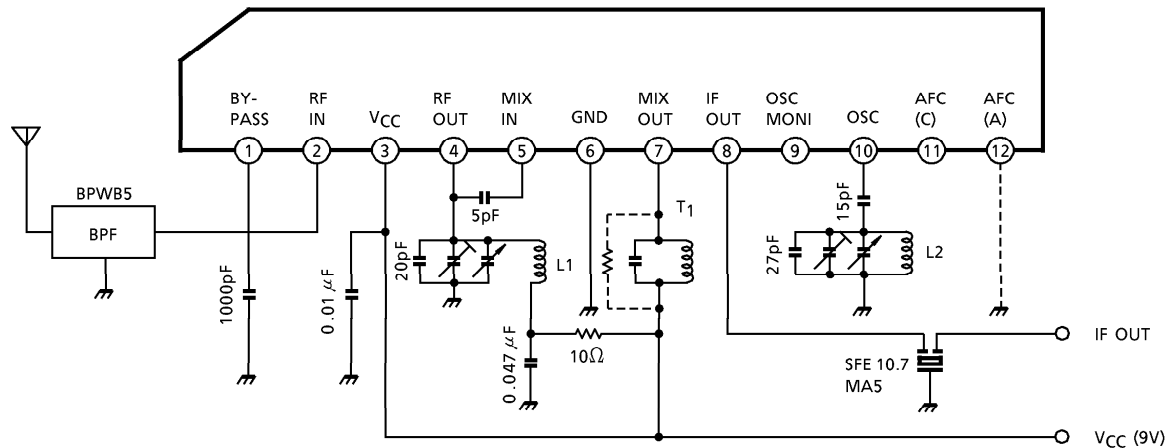 BY-
PASS
RF
IN
VCC
RF
OUT
MIX
IN
GND
MIX
OUT
IF
OUT
OSC
MONI
OSC
AFC
(C)
AFC
(A)
1
2
3
4
5
6
7
8
9
10
11
12
BPWB5
BPF
1000pF
0.01 μF
5pF
20pF
L1
0.047 μF
10Ω
T1
15pF
27pF
L2
SFE 10.7
MA5
IF OUT
VCC (9V)